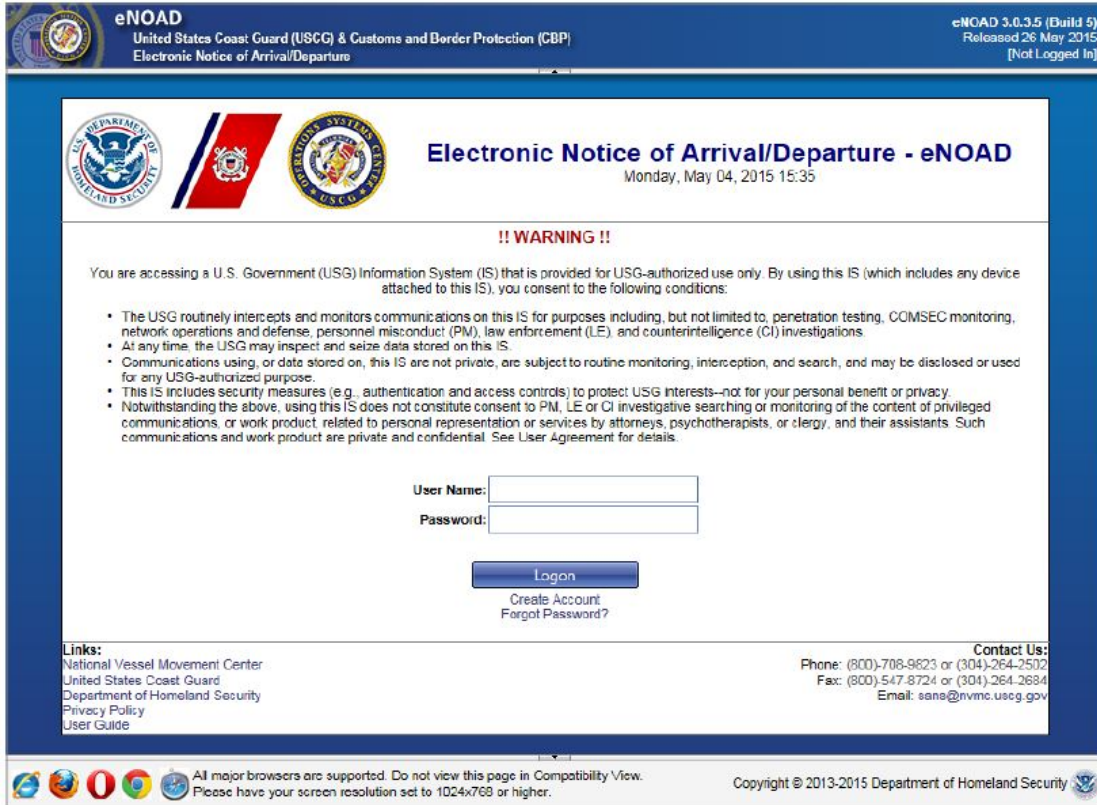 eNOAD
United States Coast Guard (USCG) & Customs and Border Protection (CBP)
Electronic Notice of Arrival/Departure
eNOAD 3.0.3.5 (Build 5)
Released 26 May 2015
[Not Logged In]
U.S. DEPARTMENT OF HOMELAND SECURITY
OPERATIONS SYSTEMS CENTER
USCG
Electronic Notice of Arrival/Departure - eNOAD
Monday, May 04, 2015 15:35
!! WARNING !!
You are accessing a U.S. Government (USG) Information System (IS) that is provided for USG-authorized use only. By using this IS (which includes any device
attached to this IS), you consent to the following conditions:
• The USG routinely intercepts and monitors communications on this IS for purposes including, but not limited to, penetration testing, COMSEC monitoring,
network operations and defense, personnel misconduct (PM), law enforcement (LE), and counterintelligence (CI) investigations.
• At any time, the USG may inspect and seize data stored on this IS.
• Communications using, or data stored on, this IS are not private, are subject to routine monitoring, interception, and search, and may be disclosed or used
for any USG-authorized purpose.
• This IS includes security measures (e.g., authentication and access controls) to protect USG interests--not for your personal benefit or privacy.
• Notwithstanding the above, using this IS does not constitute consent to PM, LE or CI investigative searching or monitoring of the content of privileged
communications, or work product, related to personal representation or services by attorneys, psychotherapists, or clergy, and their assistants. Such
communications and work product are private and confidential. See User Agreement for details.
User Name:
Password:
Logon
Create Account
Forgot Password?
Links:
National Vessel Movement Center
United States Coast Guard
Department of Homeland Security
Privacy Policy
User Guide
Contact Us:
Phone: (800)-708-9823 or (304)-264-2502
Fax: (800)-547-8724 or (304)-264-2684
Email: sans@nvmc.uscg.gov
All major browsers are supported. Do not view this page in Compatibility View.
Please have your screen resolution set to 1024x768 or higher.
Copyright © 2013-2015 Department of Homeland Security